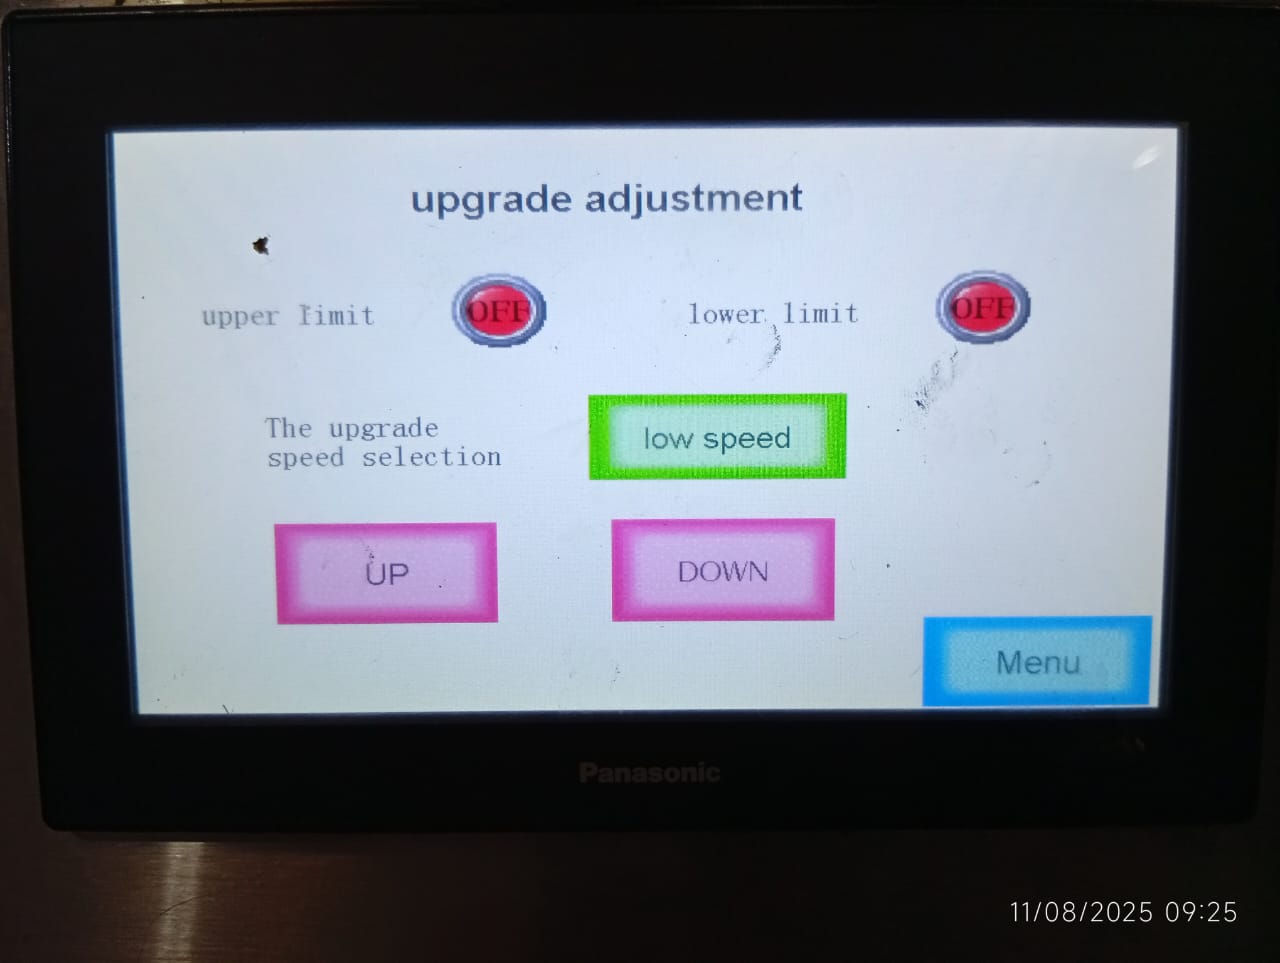 upgrade adjustment
upper limit OFF lower limit OFF
The upgrade
speed selection
low speed
UP DOWN
Menu
Panasonic
11/08/2025 09:25